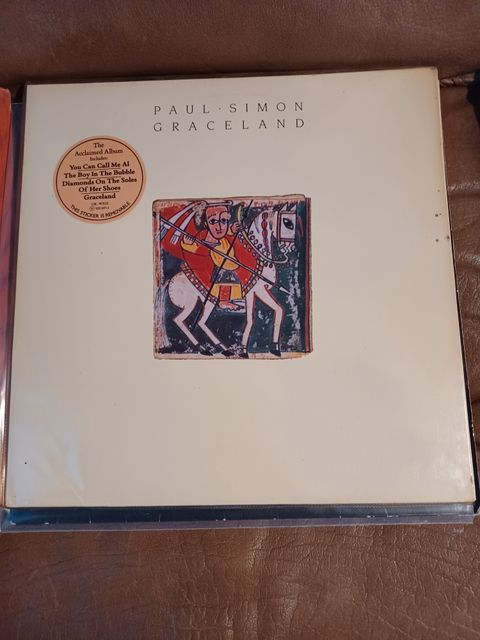 PAUL · SIMON
GRACELAND
The
Acclaimed Album
Includes:
You Can Call Me Al
The Boy In The Bubble
Diamonds On The Soles
Of Her Shoes
Graceland
THIS STICKER IS REMOVABLE